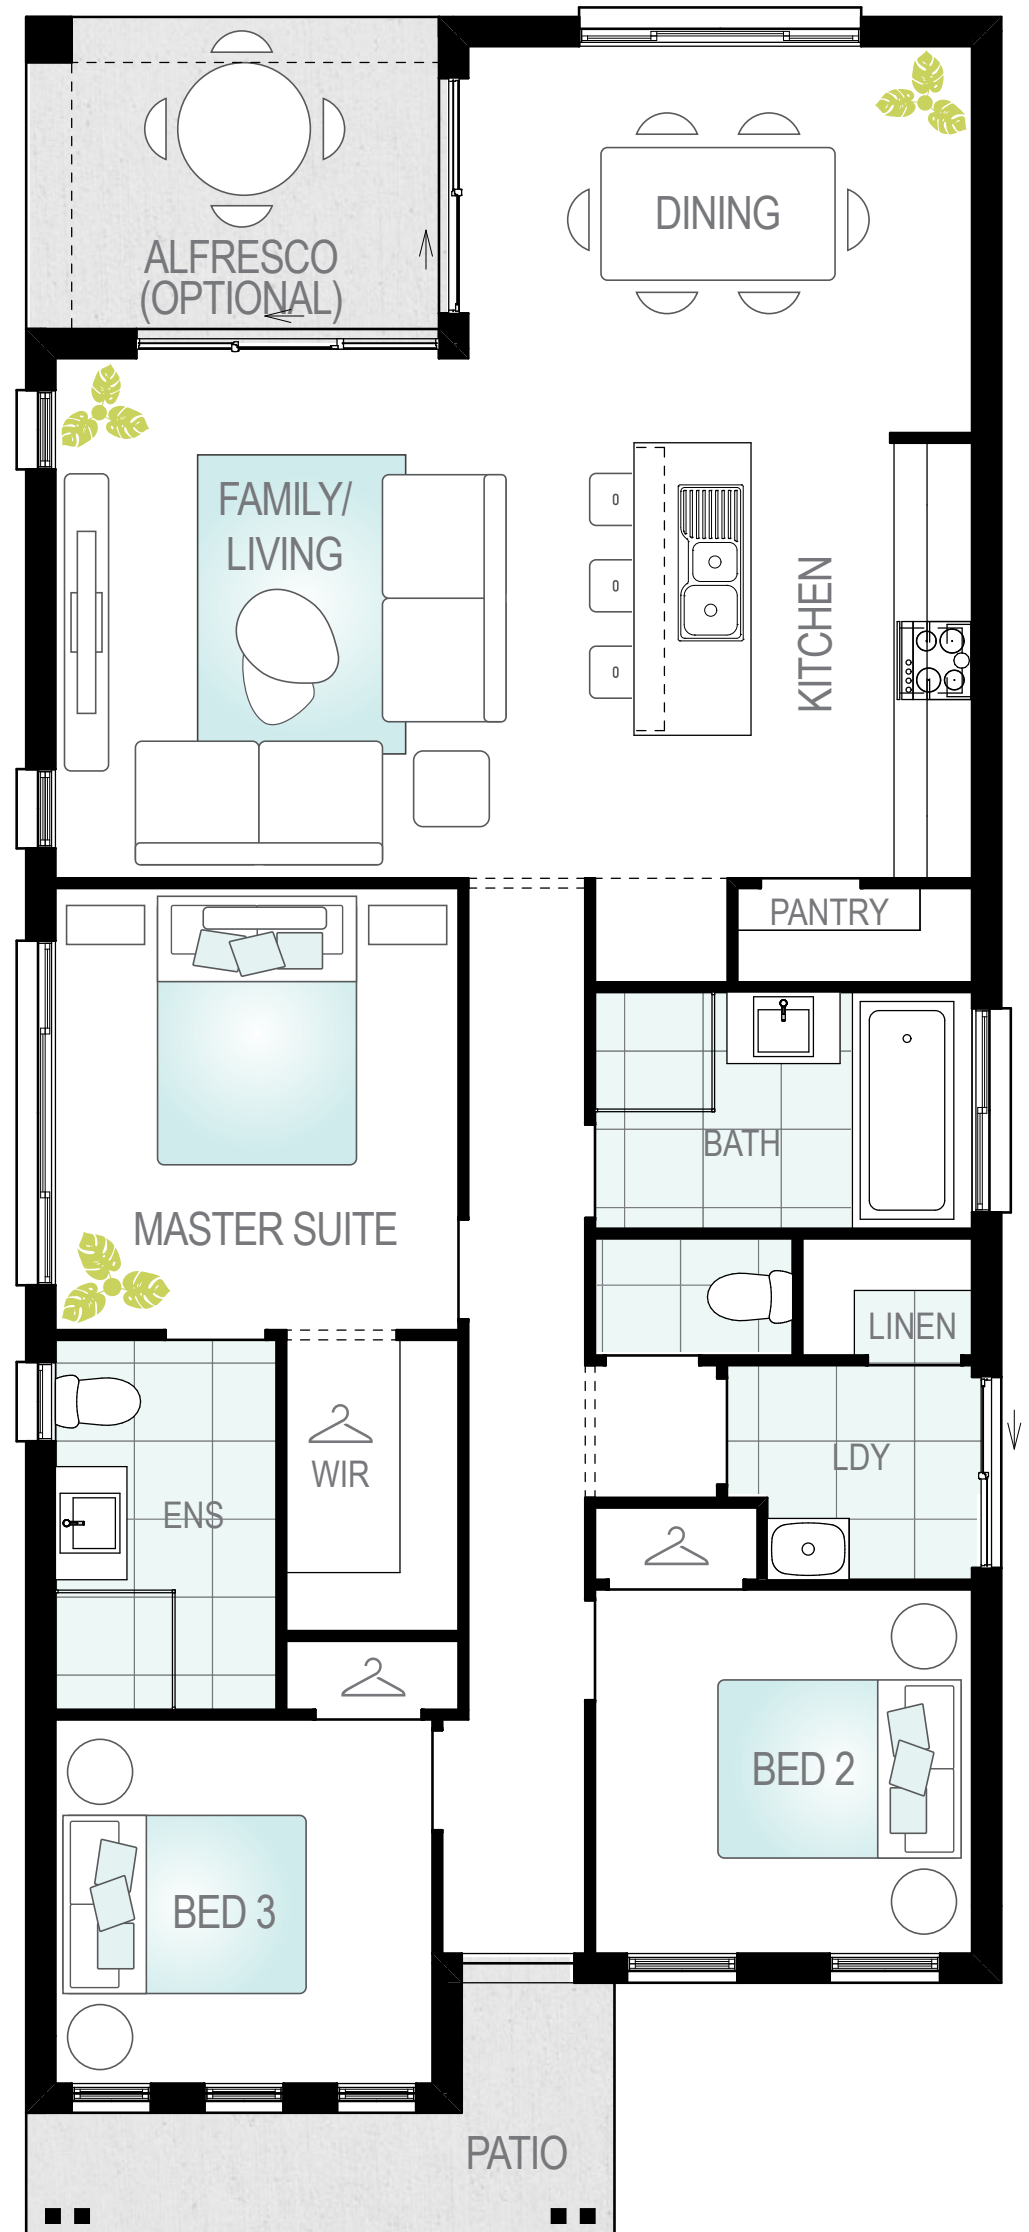 DINING
ALFRESCO
(OPTIONAL)
FAMILY/
LIVING
KITCHEN
PANTRY
BATH
MASTER SUITE
LINEN
LDY
WIR
ENS
BED 2
BED 3
PATIO